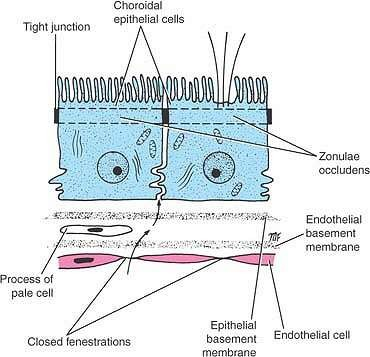 Choroidal
epithelial cells
Tight junction
Zonulae
occludens
Endothelial
basement
membrane
Process of
pale cell
Closed fenestrations
Epithelial
basement
membrane
Endothelial cell